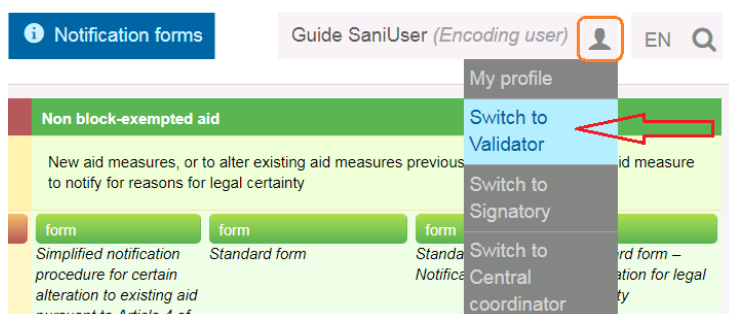 Notification forms
Guide SaniUser (Encoding user)
EN
My profile
Switch to
Validator
Switch to
Signatory
Switch to
Central
coordinator
Non block-exempted aid
New aid measures, or to alter existing aid measures previous
id measure
to notify for reasons for legal certainty
form
Simplified notification
procedure for certain
alteration to existing aid
pursuant to Article 4 of
form
Standard form
form
Standa
Notifica
rd form –
ation for legal
ty